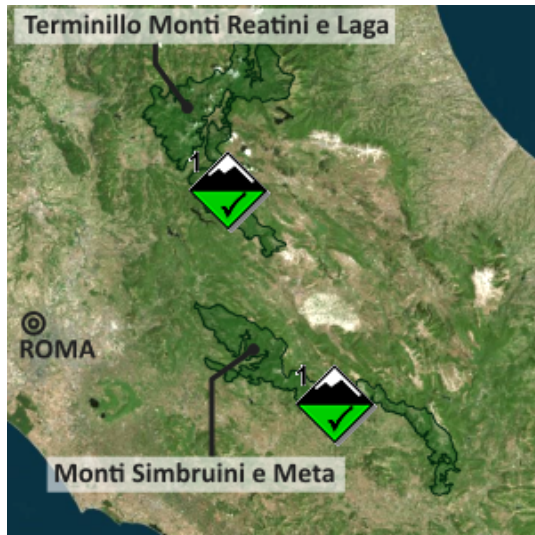 Terminillo Monti Reatini e Laga
1
ROMA
1
Monti Simbruini e Meta